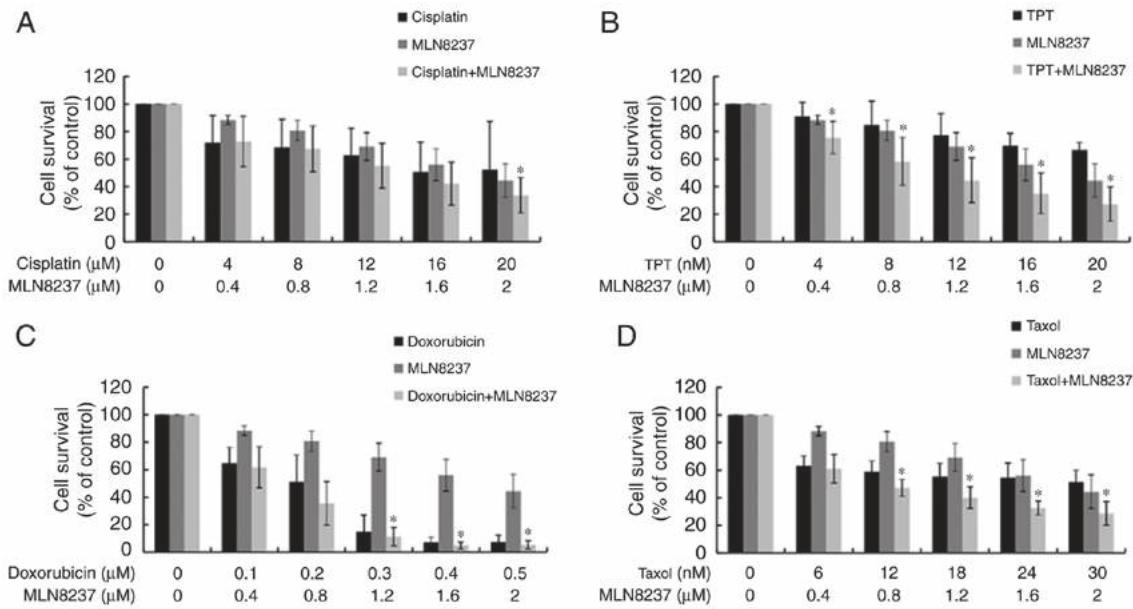 A
Cisplatin
MLN8237
Cisplatin+MLN8237
Cell survival
(% of control)
120
100
80
60
40
20
0
*
Cisplatin (μM) 0 4 8 12 16 20
MLN8237 (μM) 0 0.4 0.8 1.2 1.6 2
B
TPT
MLN8237
TPT+MLN8237
Cell survival
(% of control)
120
100
80
60
40
20
0
* * * * *
TPT (nM) 0 4 8 12 16 20
MLN8237 (μM) 0 0.4 0.8 1.2 1.6 2
C
Doxorubicin
MLN8237
Doxorubicin+MLN8237
Cell survival
(% of control)
120
100
80
60
40
20
0
* * *
Doxorubicin (μM) 0 0.1 0.2 0.3 0.4 0.5
MLN8237 (μM) 0 0.4 0.8 1.2 1.6 2
D
Taxol
MLN8237
Taxol+MLN8237
Cell survival
(% of control)
120
100
80
60
40
20
0
* * * *
Taxol (nM) 0 6 12 18 24 30
MLN8237 (μM) 0 0.4 0.8 1.2 1.6 2